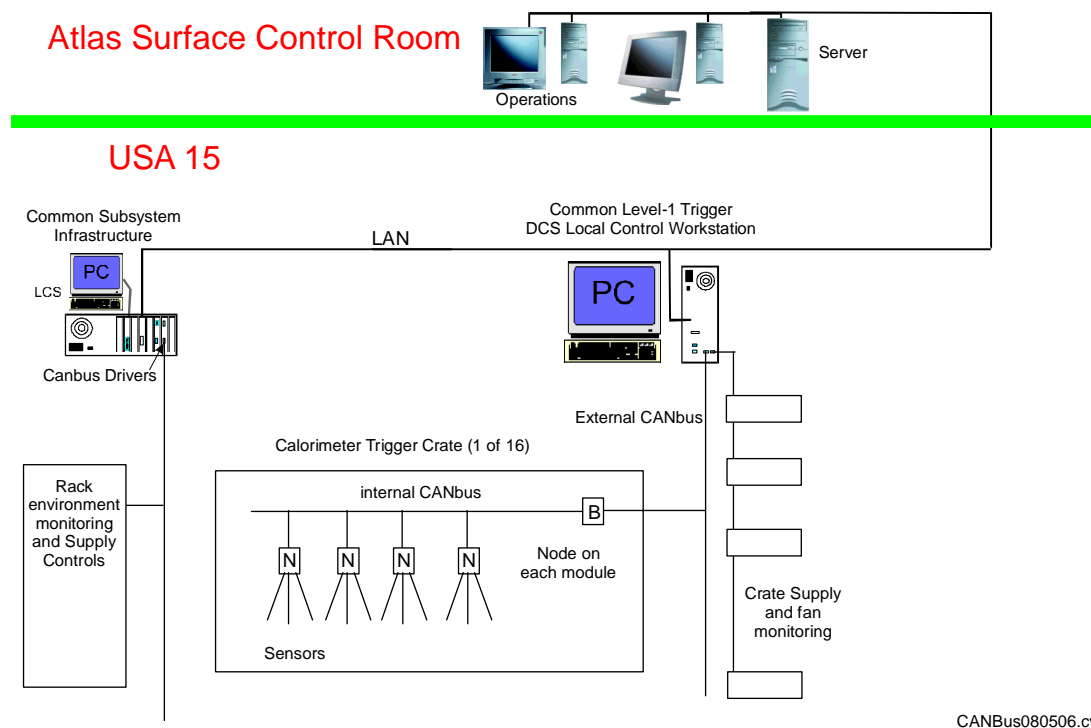 Atlas Surface Control Room
Server
Operations
USA 15
Common Subsystem
Infrastructure
Common Level-1 Trigger
DCS Local Control Workstation
LAN
PC
LCS
PC
Canbus Drivers
External CANbus
Calorimeter Trigger Crate (1 of 16)
Rack
environment
monitoring
and Supply
Controls
internal CANbus
B
N N N N
Node on
each module
Sensors
Crate Supply
and fan
monitoring
CANBus080506.c